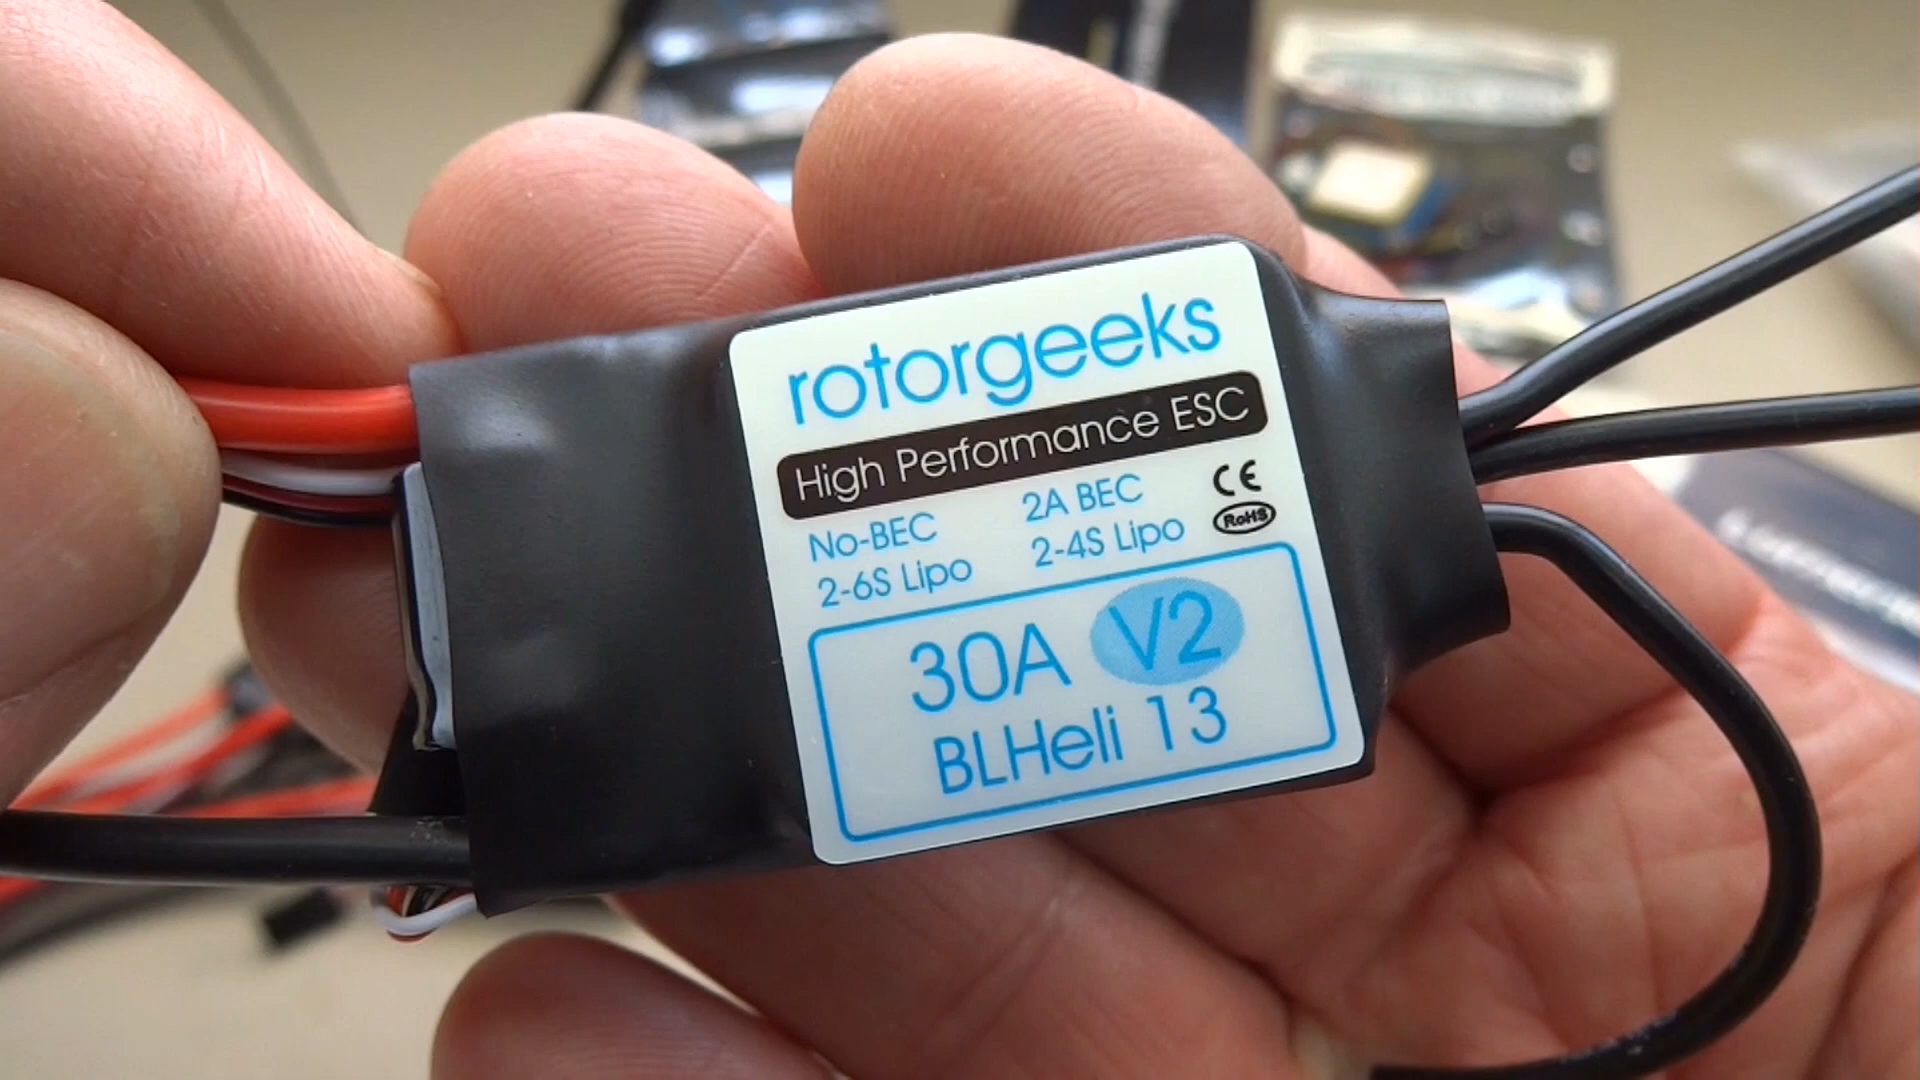 rotorgeeks
High Performance ESC
No-BEC
2-6S Lipo
2A BEC
2-4S Lipo
CE
RoHS
30A V2
BLHeli 13